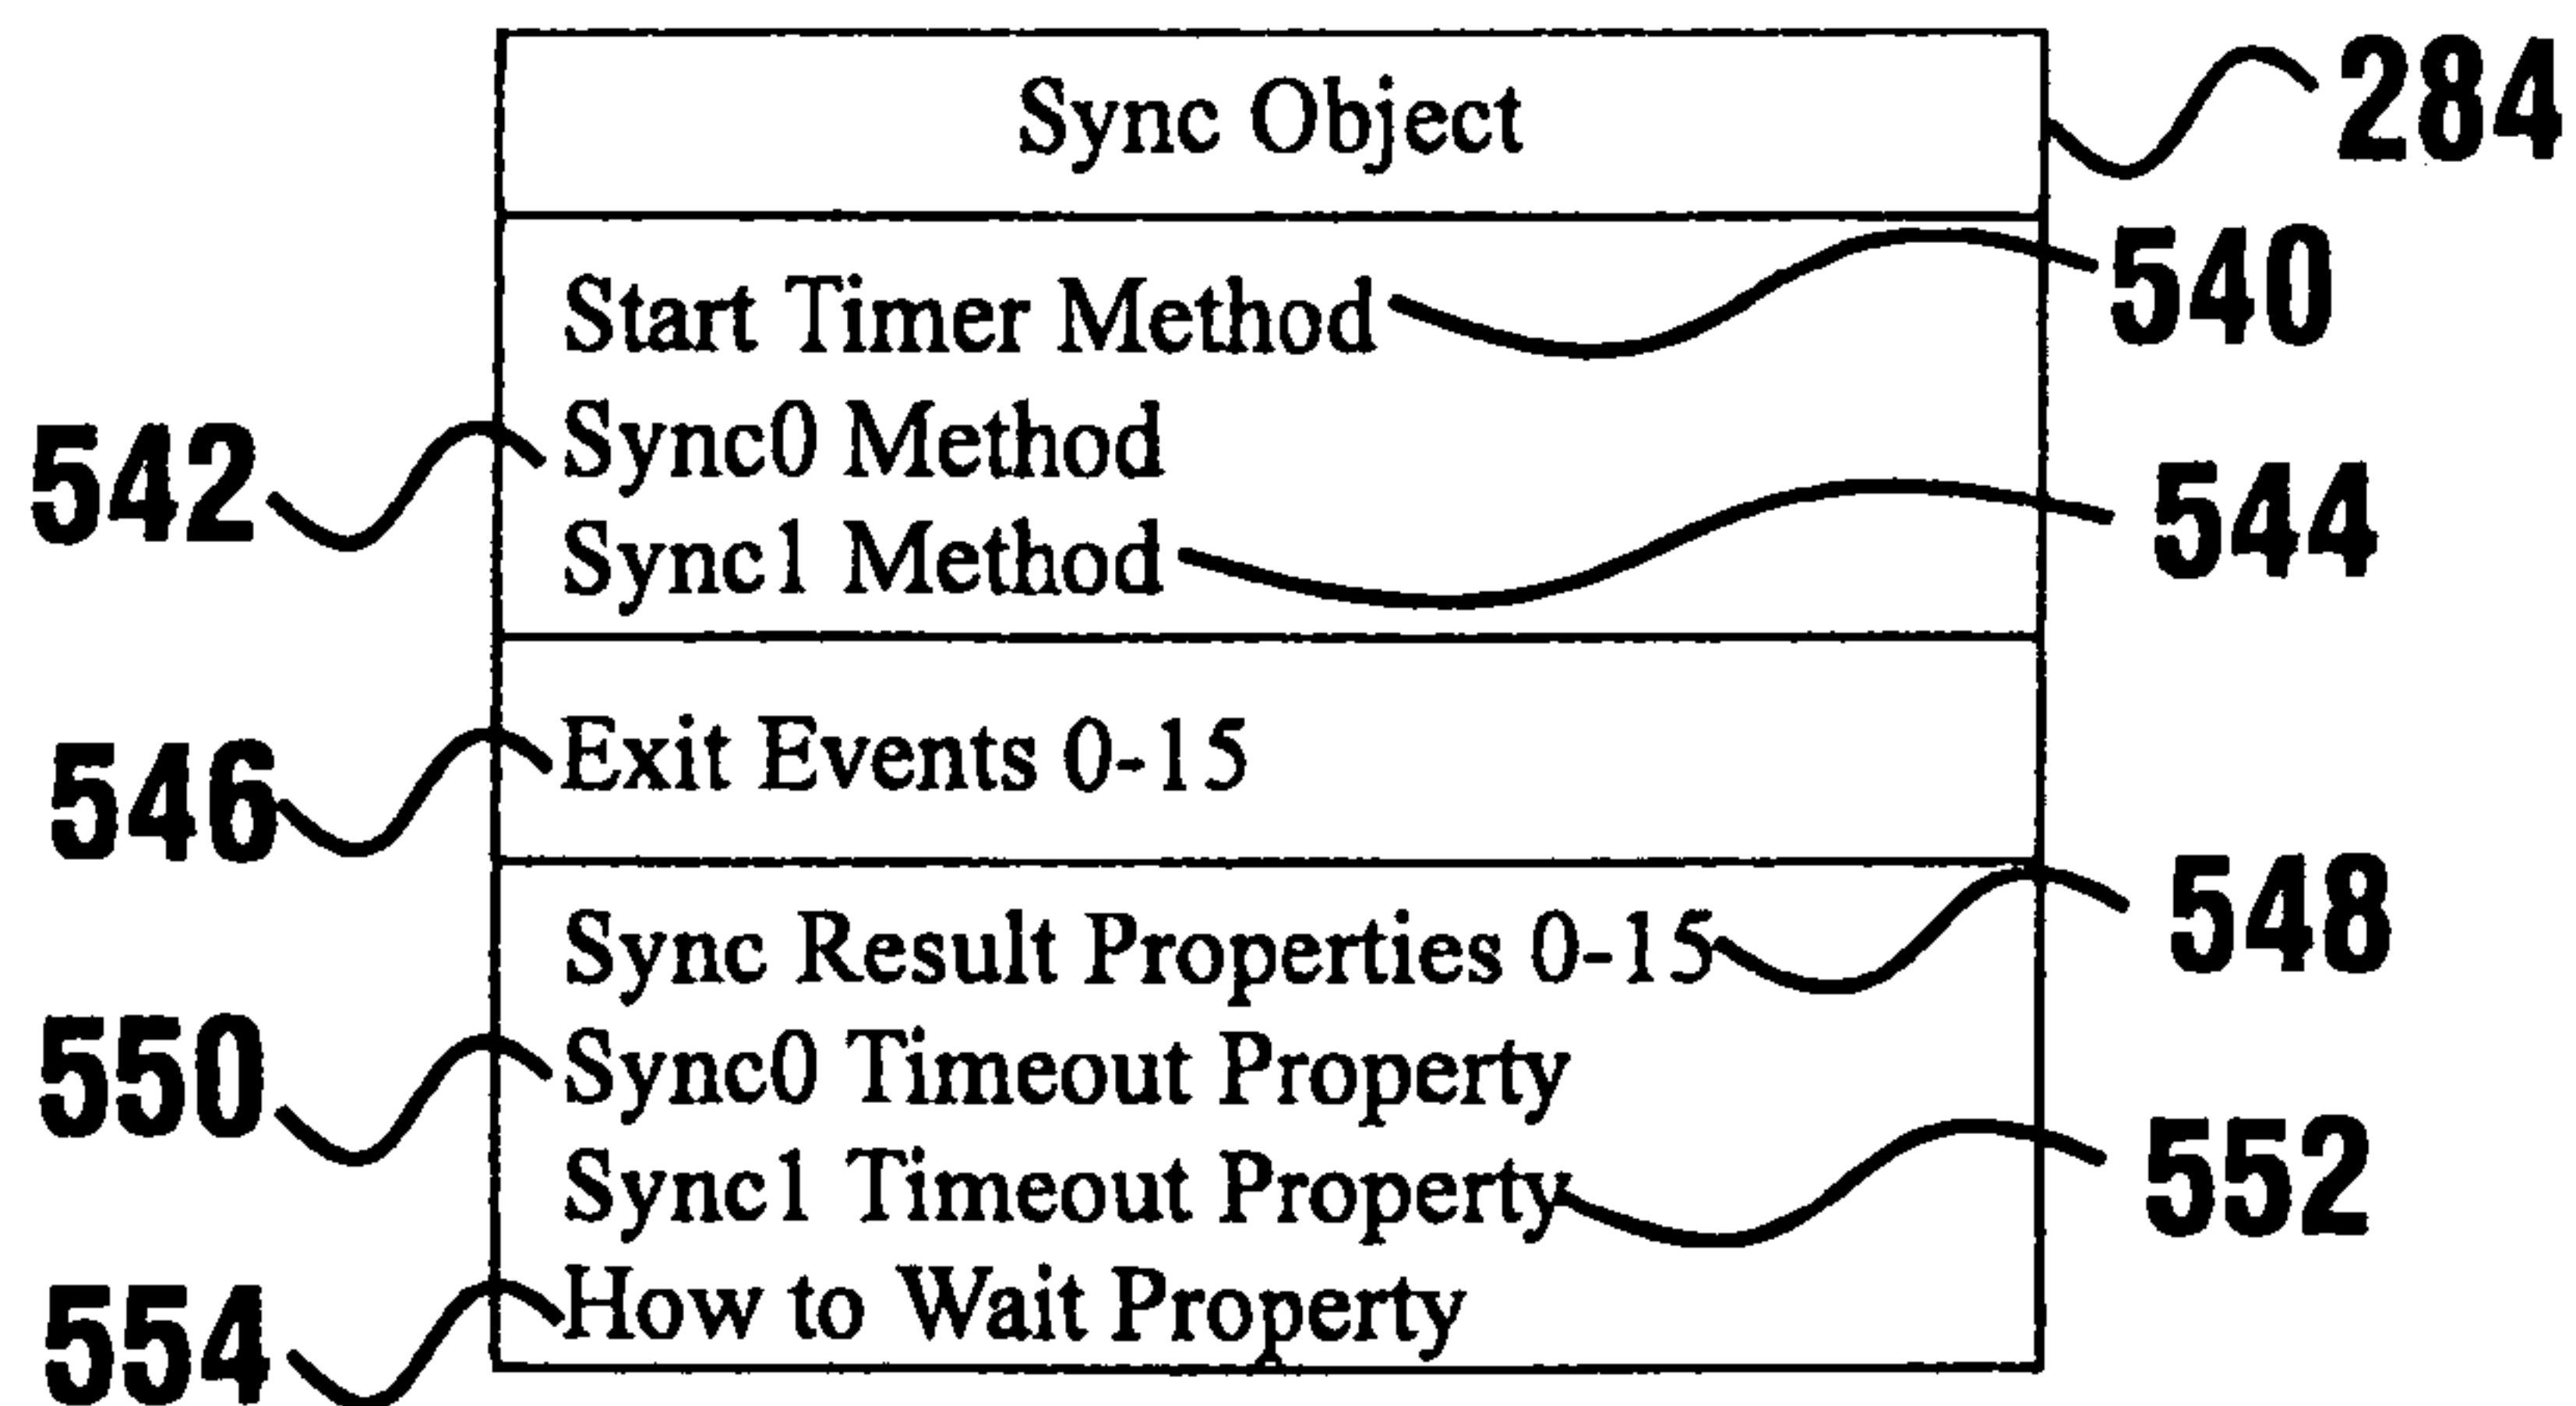 Sync Object
284
Start Timer Method
540
542
Sync0 Method
Sync1 Method
544
546
Exit Events 0-15
Sync Result Properties 0-15
548
550
Sync0 Timeout Property
Sync1 Timeout Property
552
554
How to Wait Property